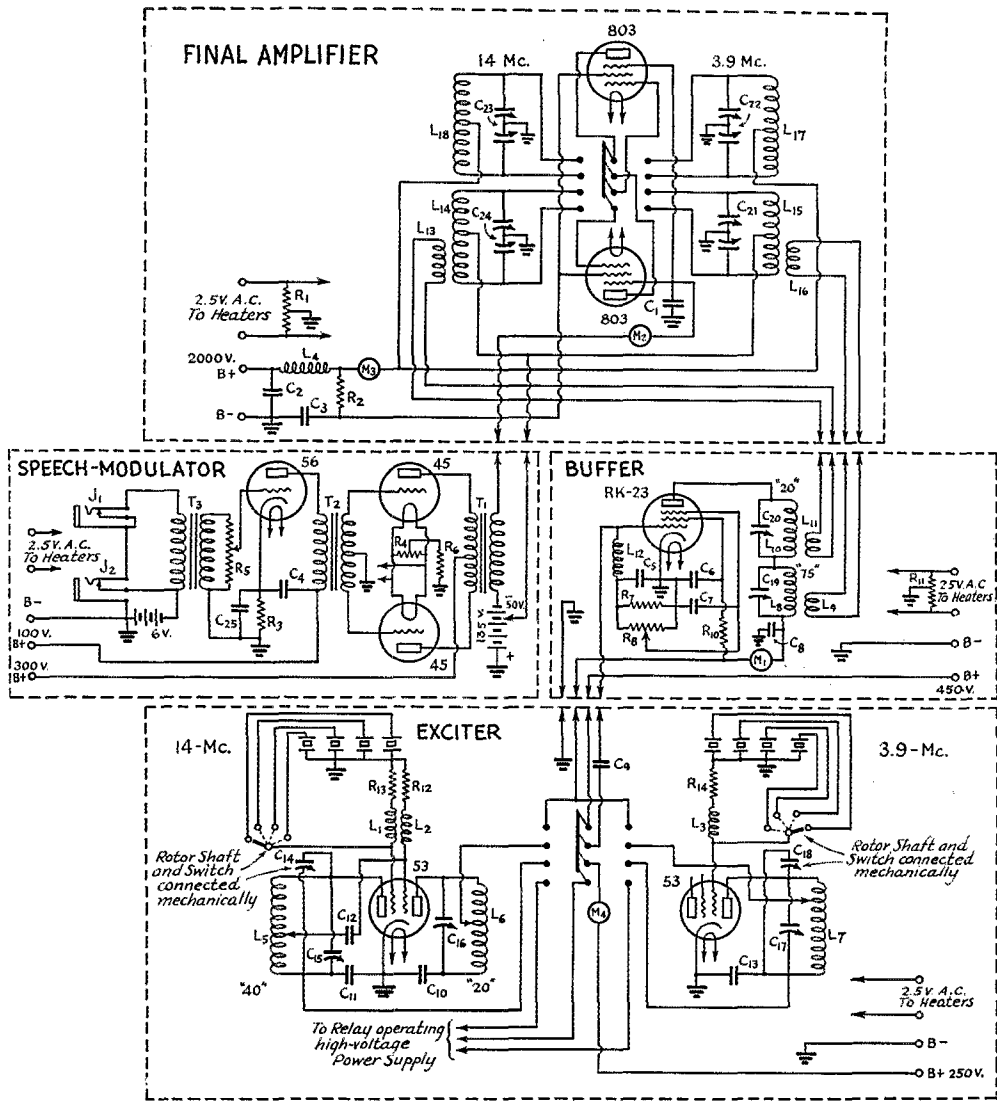 FINAL AMPLIFIER
803
14 Mc.
3.9 Mc.
C23
C22
L18
L17
L14
C24
C21
L15
L13
L16
2.5V. A.C.
To Heaters
R1
803
C1
M2
2000V.
B+
L4
M3
C2
R2
C3
B-
SPEECH-MODULATOR
56
45
J1
T3
T2
T1
2.5V. A.C.
To Heaters
R5
R4
R6
J2
C4
B-
6V.
C25
R3
100V.
B+
300V.
B+
45
135V.
-50V.
+
BUFFER
RK-23
"20"
C20
L10
L11
L12
C5
C6
C19
"75"
L8
L9
R11
2.5V A.C.
To Heaters
R7
C7
R8
R10
C8
M1
B-
B+
450V.
EXCITER
14-Mc.
3.9-Mc.
C9
R13
R12
R14
L1
L2
L3
Rotor Shaft
and Switch
connected
mechanically
C14
53
C18
Rotor Shaft and
Switch connected
mechanically
53
L5
C12
C15
C16
L6
M4
C17
L7
C11
C10
C13
"40"
"20"
2.5V. A.C.
To Heaters
To Relay operating
high-voltage
Power Supply
B-
B+ 250V.